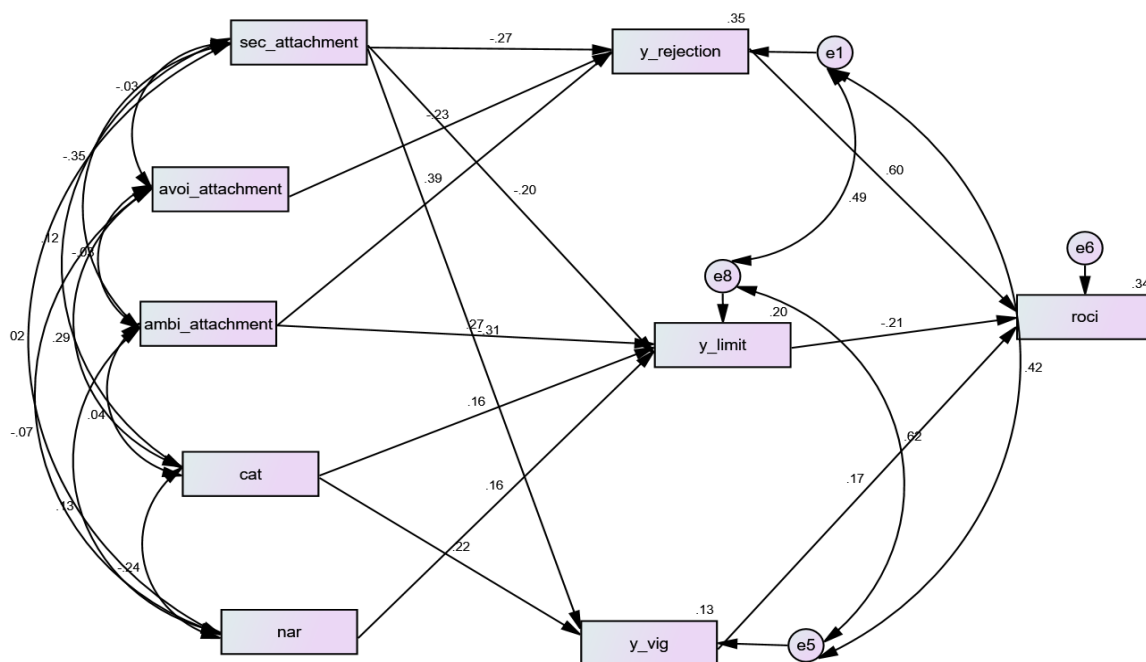 .35
sec_attachment
-.27
y_rejection
e1
-.03
-.23
-.35
.39
-.20
.60
avoi_attachment
.49
.12
-.05
e8
e6
.34
ambi_attachment
.20
.27
-.31
roci
02
.29
y_limit
-.21
.42
.16
.04
-.07
.62
cat
.17
.16
.13
.22
-.24
.13
nar
y_vig
e5